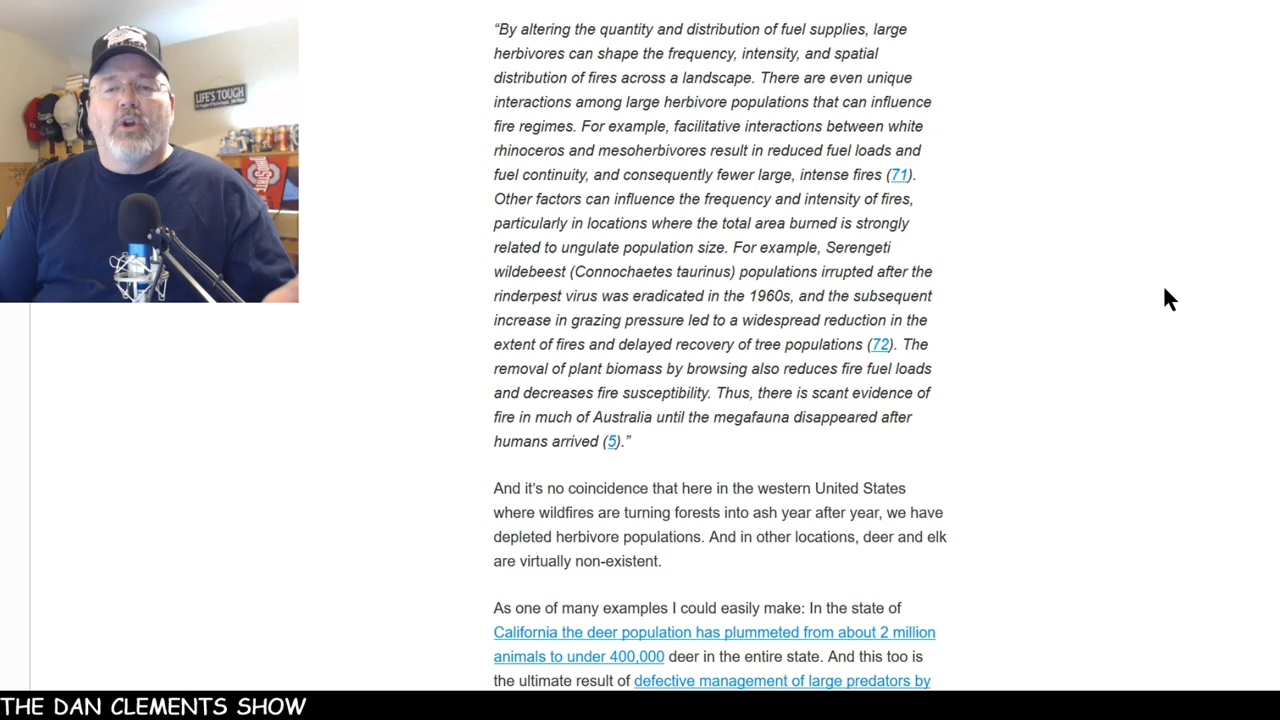 LIFE'S TOUGH
“By altering the quantity and distribution of fuel supplies, large
herbivores can shape the frequency, intensity, and spatial
distribution of fires across a landscape. There are even unique
interactions among large herbivore populations that can influence
fire regimes. For example, facilitative interactions between white
rhinoceros and mesoherbivores result in reduced fuel loads and
fuel continuity, and consequently fewer large, intense fires (71).
Other factors can influence the frequency and intensity of fires,
particularly in locations where the total area burned is strongly
related to ungulate population size. For example, Serengeti
wildebeest (Connochaetes taurinus) populations irrupted after the
rinderpest virus was eradicated in the 1960s, and the subsequent
increase in grazing pressure led to a widespread reduction in the
extent of fires and delayed recovery of tree populations (72). The
removal of plant biomass by browsing also reduces fire fuel loads
and decreases fire susceptibility. Thus, there is scant evidence of
fire in much of Australia until the megafauna disappeared after
humans arrived (5).”
And it’s no coincidence that here in the western United States
where wildfires are turning forests into ash year after year, we have
depleted herbivore populations. And in other locations, deer and elk
are virtually non-existent.
As one of many examples I could easily make: In the state of
California the deer population has plummeted from about 2 million
animals to under 400,000 deer in the entire state. And this too is
the ultimate result of defective management of large predators by
THE DAN CLEMENTS SHOW